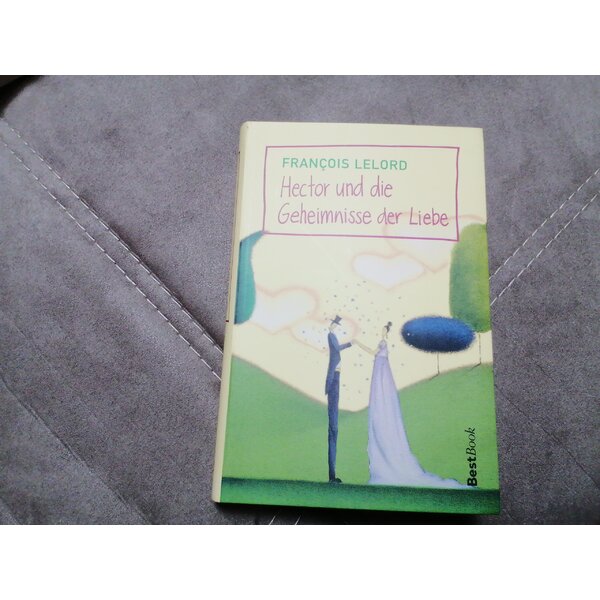 FRANÇOIS LELORD
Hector und die
Geheimnisse der Liebe
BestBook